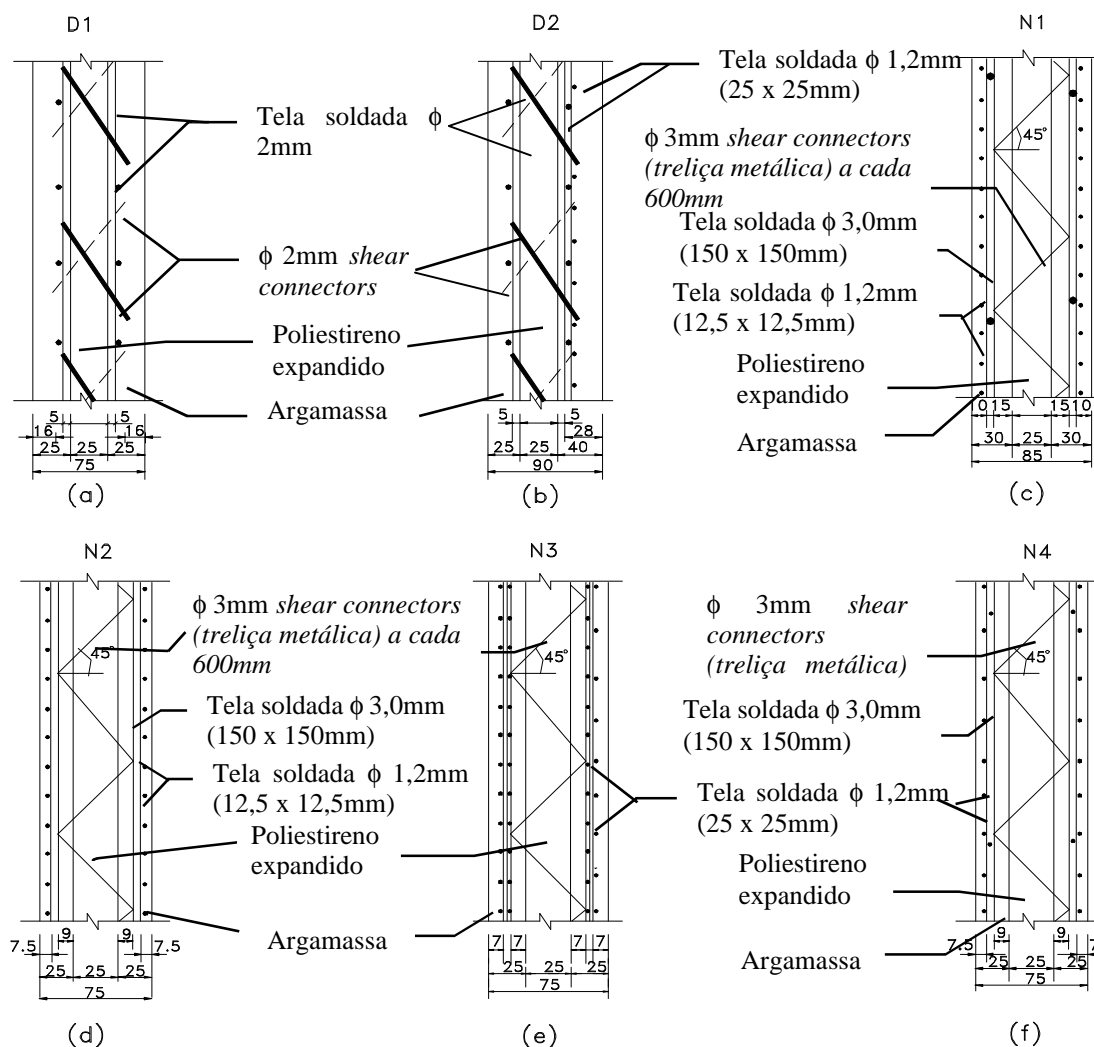 D1
D2
N1
Tela soldada ϕ
2mm
Tela soldada ϕ 1,2mm
(25 x 25mm)
ϕ 3mm shear connectors
(treliça metálica) a cada
600mm
45°
Tela soldada ϕ 3,0mm
(150 x 150mm)
ϕ 2mm shear
connectors
Tela soldada ϕ 1,2mm
(12,5 x 12,5mm)
Poliestireno
expandido
Poliestireno
expandido
Argamassa
Argamassa
5 5
16 16
25 25 25
75
(a)
5 5
28
25 25 40
90
(b)
0 15 15 10
30 25 30
85
(c)
N2
N3
N4
ϕ 3mm shear connectors
(treliça metálica) a cada
600mm
45°
45°
ϕ 3mm shear
connectors
(treliça metálica)
45°
Tela soldada ϕ 3,0mm
(150 x 150mm)
Tela soldada ϕ 3,0mm
(150 x 150mm)
Tela soldada ϕ 1,2mm
(12,5 x 12,5mm)
Tela soldada ϕ 1,2mm
(25 x 25mm)
Poliestireno
expandido
Poliestireno
expandido
Argamassa
Argamassa
9 9
7.5 7.5
25 25 25
75
(d)
7 7 7 7
25 25 25
75
(e)
9 9
7.5 7
25 25 25
75
(f)